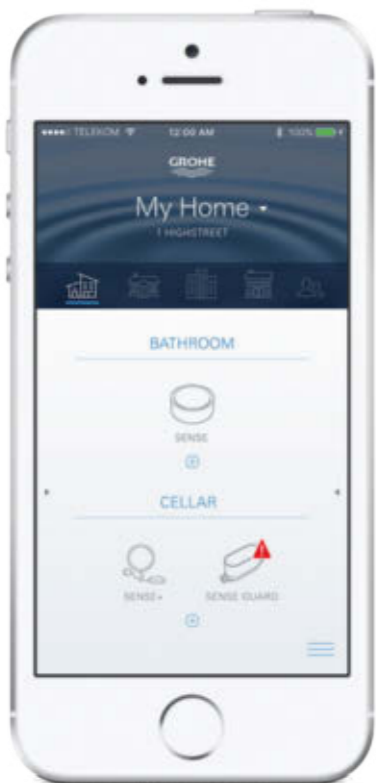 TELEKOM 12:00 AM 100%
GROHE
My Home
1 HIGHSTREET
BATHROOM
SENSE
CELLAR
SENSE+ SENSE GUARD